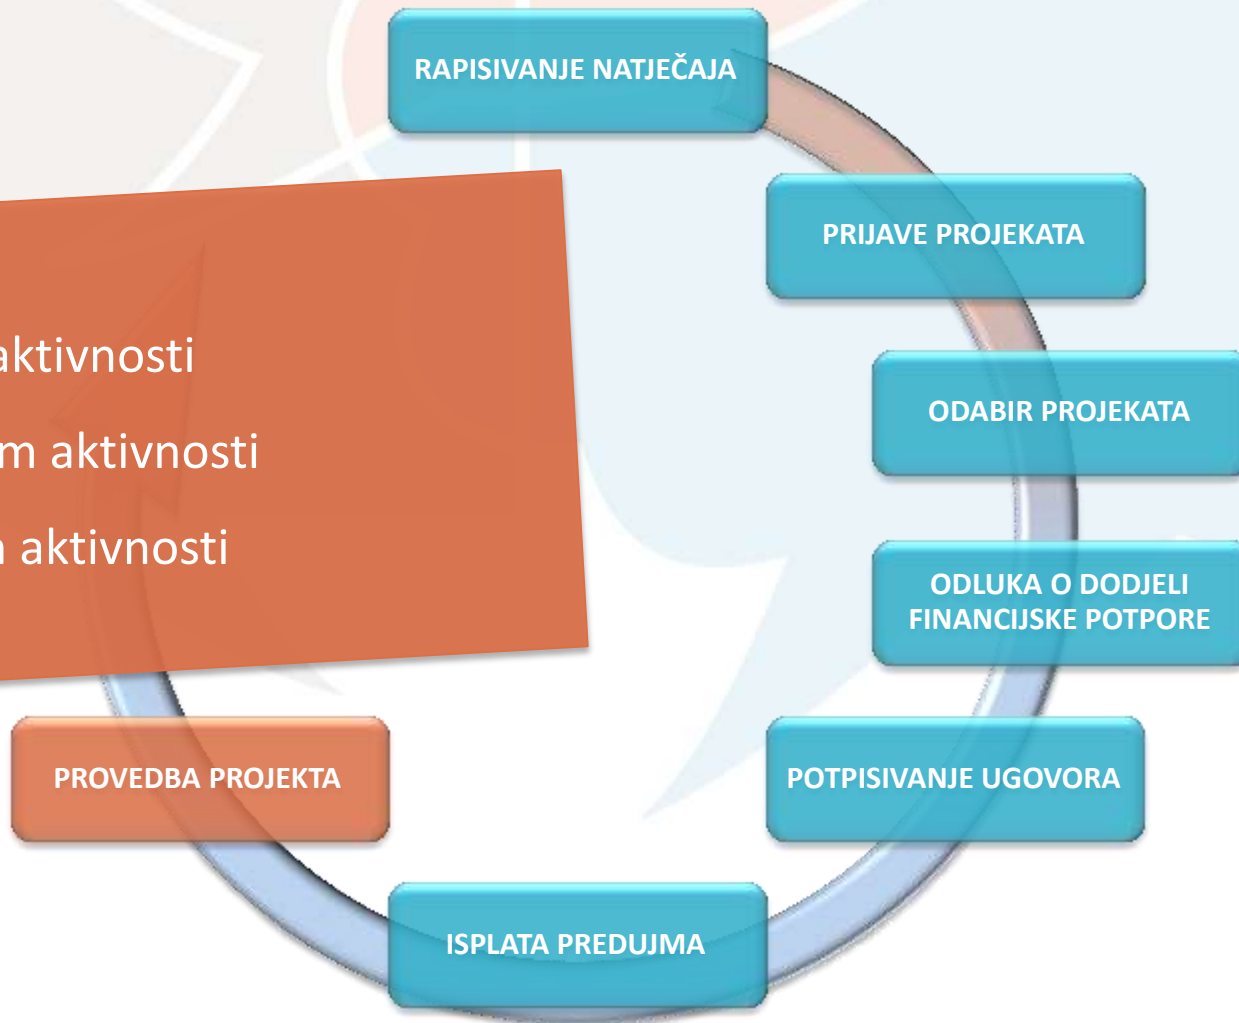 RAPISIVANJE NATJEČAJA
PRIJAVE PROJEKATA
ODABIR PROJEKATA
ODLUKA O DODJELI
FINANCIJSKE POTPORE
POTPISIVANJE UGOVORA
ISPLATA PREDUJMA
PROVEDBA PROJEKTA
aktivnosti
aktivnosti
aktivnosti